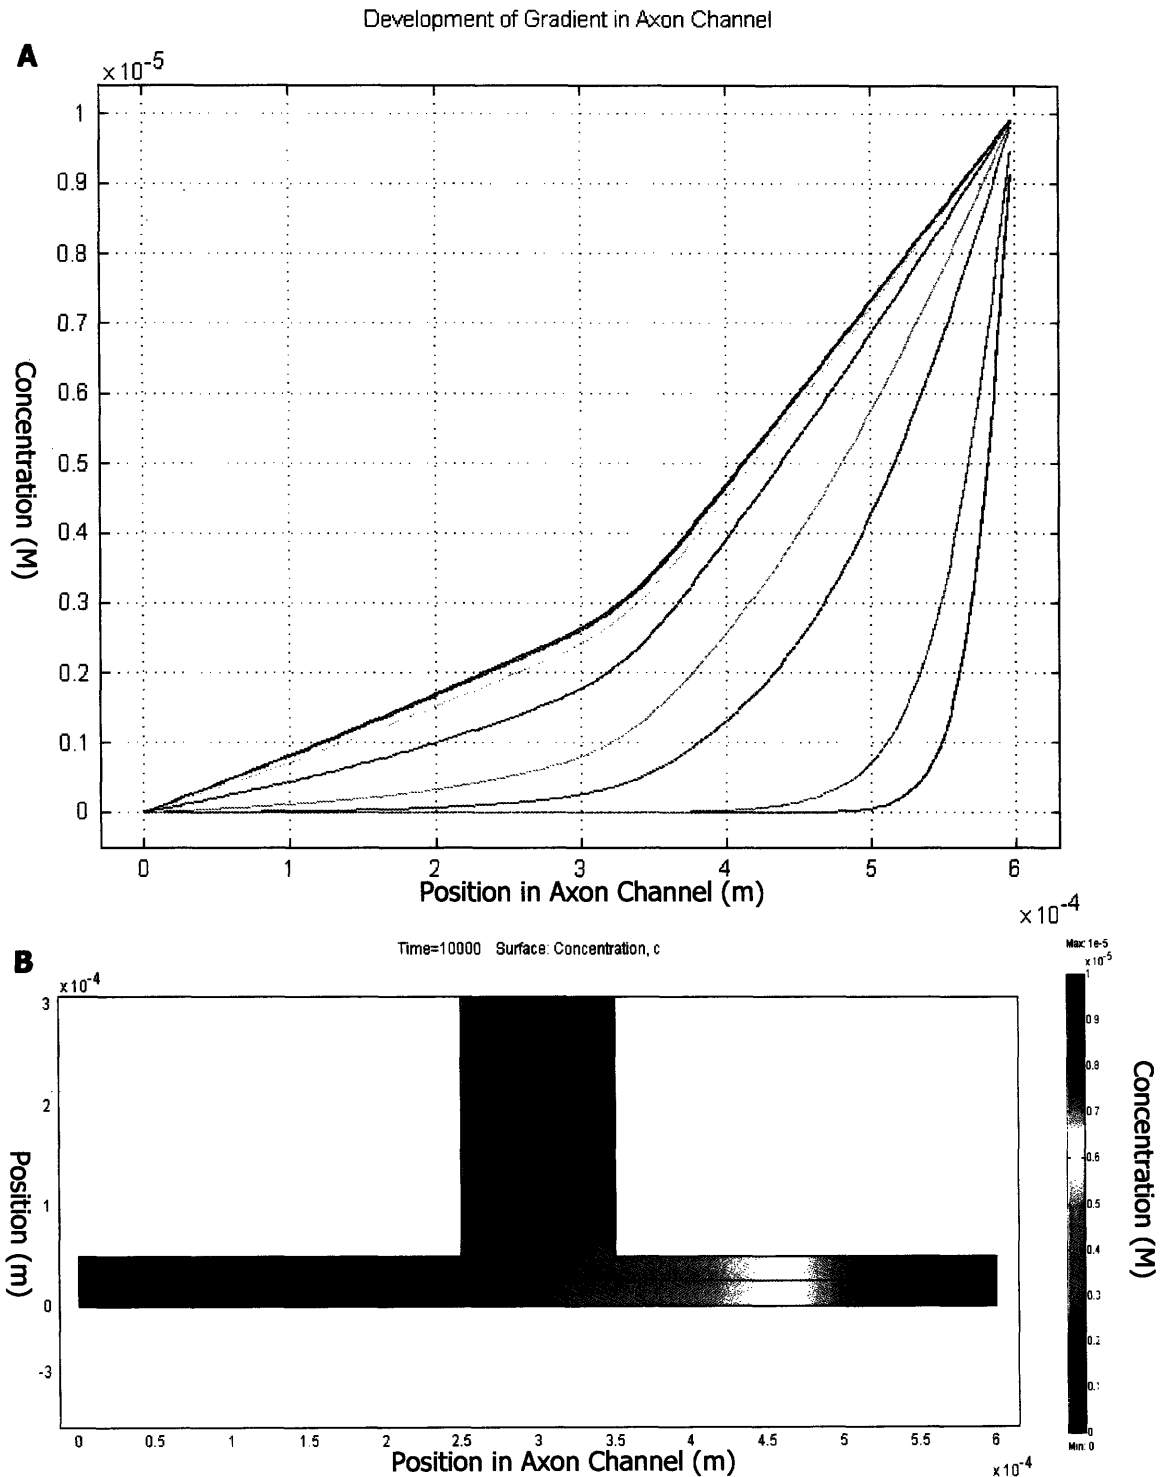 Development of Gradient in Axon Channel
A
×10-5
1
0.9
0.8
0.7
0.6
0.5
0.4
0.3
0.2
0.1
0
Concentration (M)
0 1 2 3 4 5 6
Position in Axon Channel (m)
×10-4
B
Time=10000 Surface: Concentration, c
Max: 1e-5
×10-5
×10-4
3
2
1
0
-3
Position (m)
1
0.9
0.8
0.7
0.6
0.5
0.4
0.3
0.2
0.1
0
Min: 0
Concentration (M)
0 0.5 1 1.5 2 2.5 3 3.5 4 4.5 5 5.5 6
Position in Axon Channel (m)
×10-4